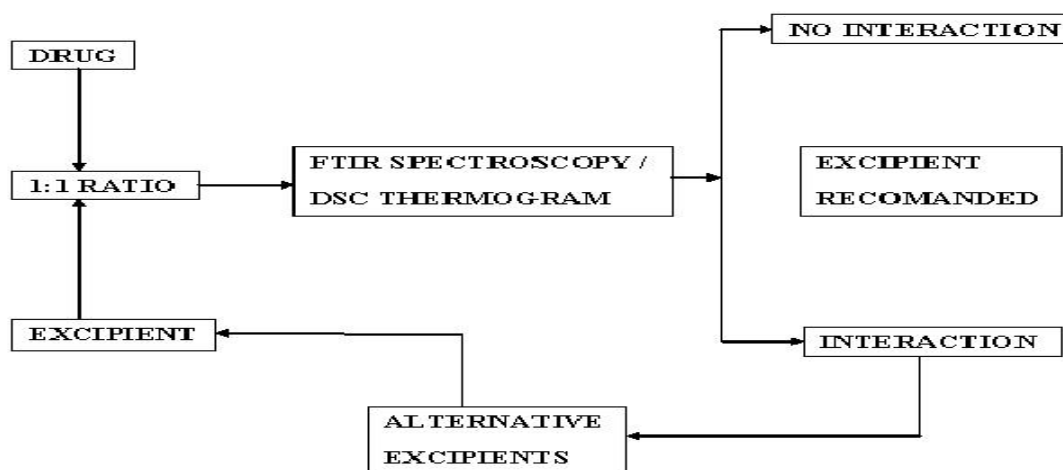 DRUG
1:1 RATIO
EXCIPIENT
FTIR SPECTROSCOPY /
DSC THERMOGRAM
NO INTERACTION
EXCIPIENT
RECOMANDED
INTERACTION
ALTERNATIVE
EXCIPIENTS